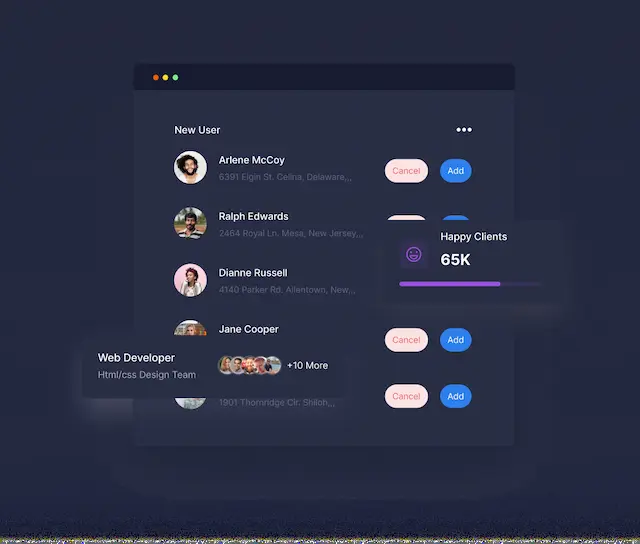 New User
•••
Arlene McCoy
6391 Elgin St. Celina, Delaware,,,
Cancel
Add
Ralph Edwards
2464 Royal Ln. Mesa, New Jersey,,,
Happy Clients
65K
Dianne Russell
4140 Parker Rd. Allentown, New,,,
Jane Cooper
Cancel
Add
Web Developer
Html/css Design Team
+10 More
1901 Thornridge Cir. Shiloh,,,
Cancel
Add